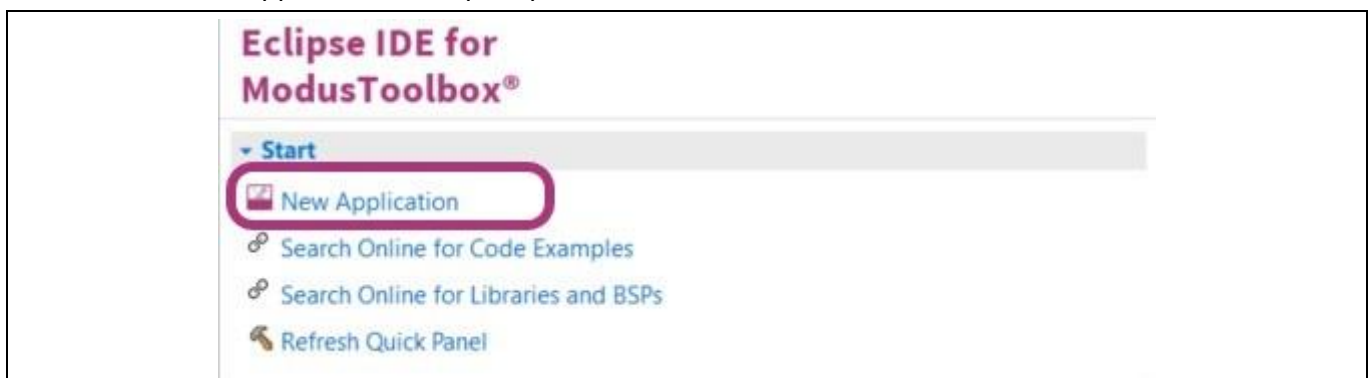 Eclipse IDE for
ModusToolbox®
Start
New Application
Search Online for Code Examples
Search Online for Libraries and BSPs
Refresh Quick Panel